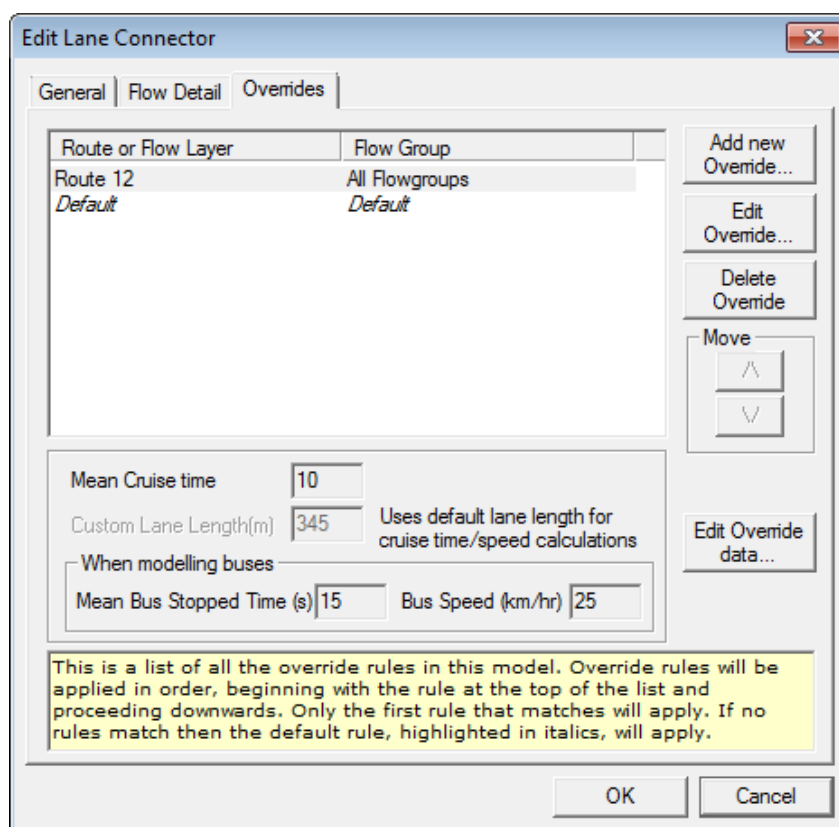 Edit Lane Connector
General
Flow Detail
Overrides
Route or Flow Layer
Flow Group
Route 12
All Flowgroups
Default
Default
Add new
Override...
Edit
Override...
Delete
Override
Move
/\
\/
Mean Cruise time
10
Custom Lane Length(m)
345
Uses default lane length for
cruise time/speed calculations
Edit Override
data...
When modelling buses
Mean Bus Stopped Time (s)
15
Bus Speed (km/hr)
25
This is a list of all the override rules in this model. Override rules will be
applied in order, beginning with the rule at the top of the list and
proceeding downwards. Only the first rule that matches will apply. If no
rules match then the default rule, highlighted in italics, will apply.
OK
Cancel